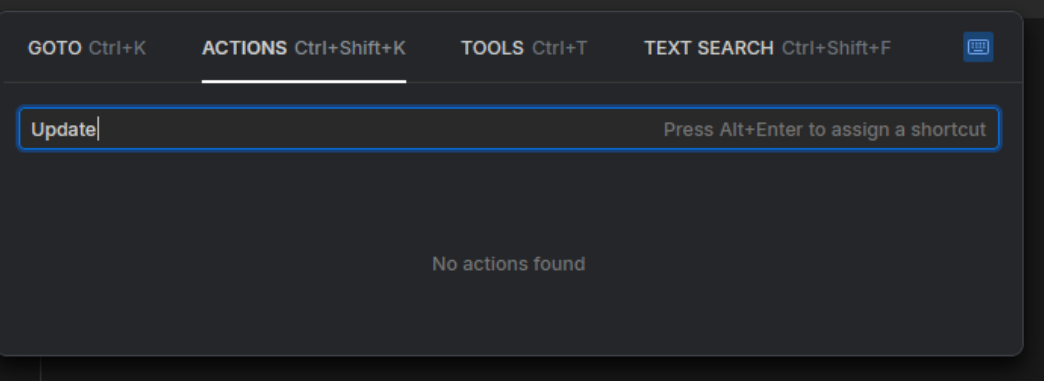 GOTO Ctrl+K ACTIONS Ctrl+Shift+K TOOLS Ctrl+T TEXT SEARCH Ctrl+Shift+F
Update Press Alt+Enter to assign a shortcut
No actions found